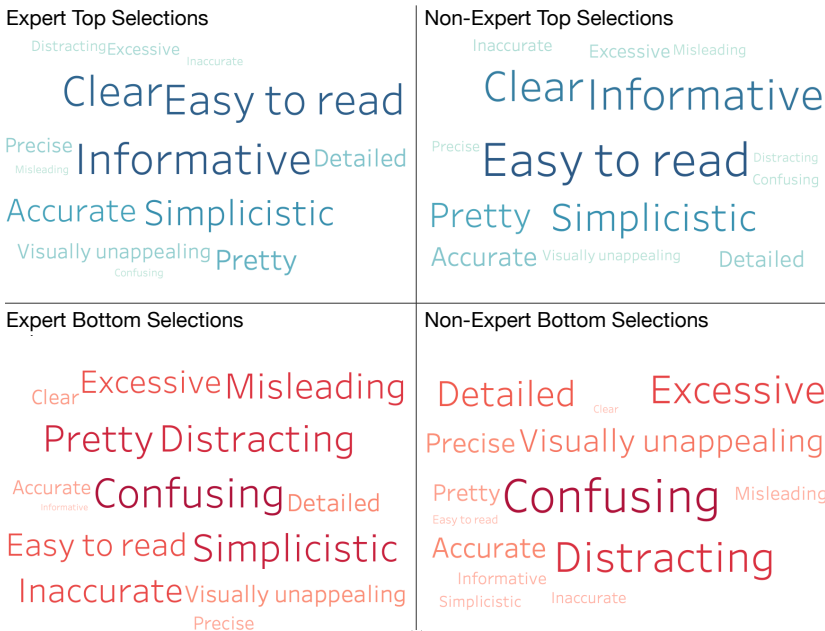 Expert Top Selections
Distracting Excessive
Inaccurate
Clear Easy to read
Precise Informative Detailed
Misleading
Accurate Simplicistic
Visually unappealing Pretty
Confusing
Non-Expert Top Selections
Inaccurate Excessive Misleading
Clear Informative
Precise Easy to read Distracting
Confusing
Pretty Simplicistic
Accurate Visually unappealing Detailed
Expert Bottom Selections
Clear Excessive Misleading
Pretty Distracting
Accurate Confusing Detailed
Informative
Easy to read Simplicistic
Inaccurate Visually unappealing
Precise
Non-Expert Bottom Selections
Detailed Clear Excessive
Precise Visually unappealing
Pretty Confusing Misleading
Easy to read
Accurate Distracting
Informative
Simplicistic Inaccurate